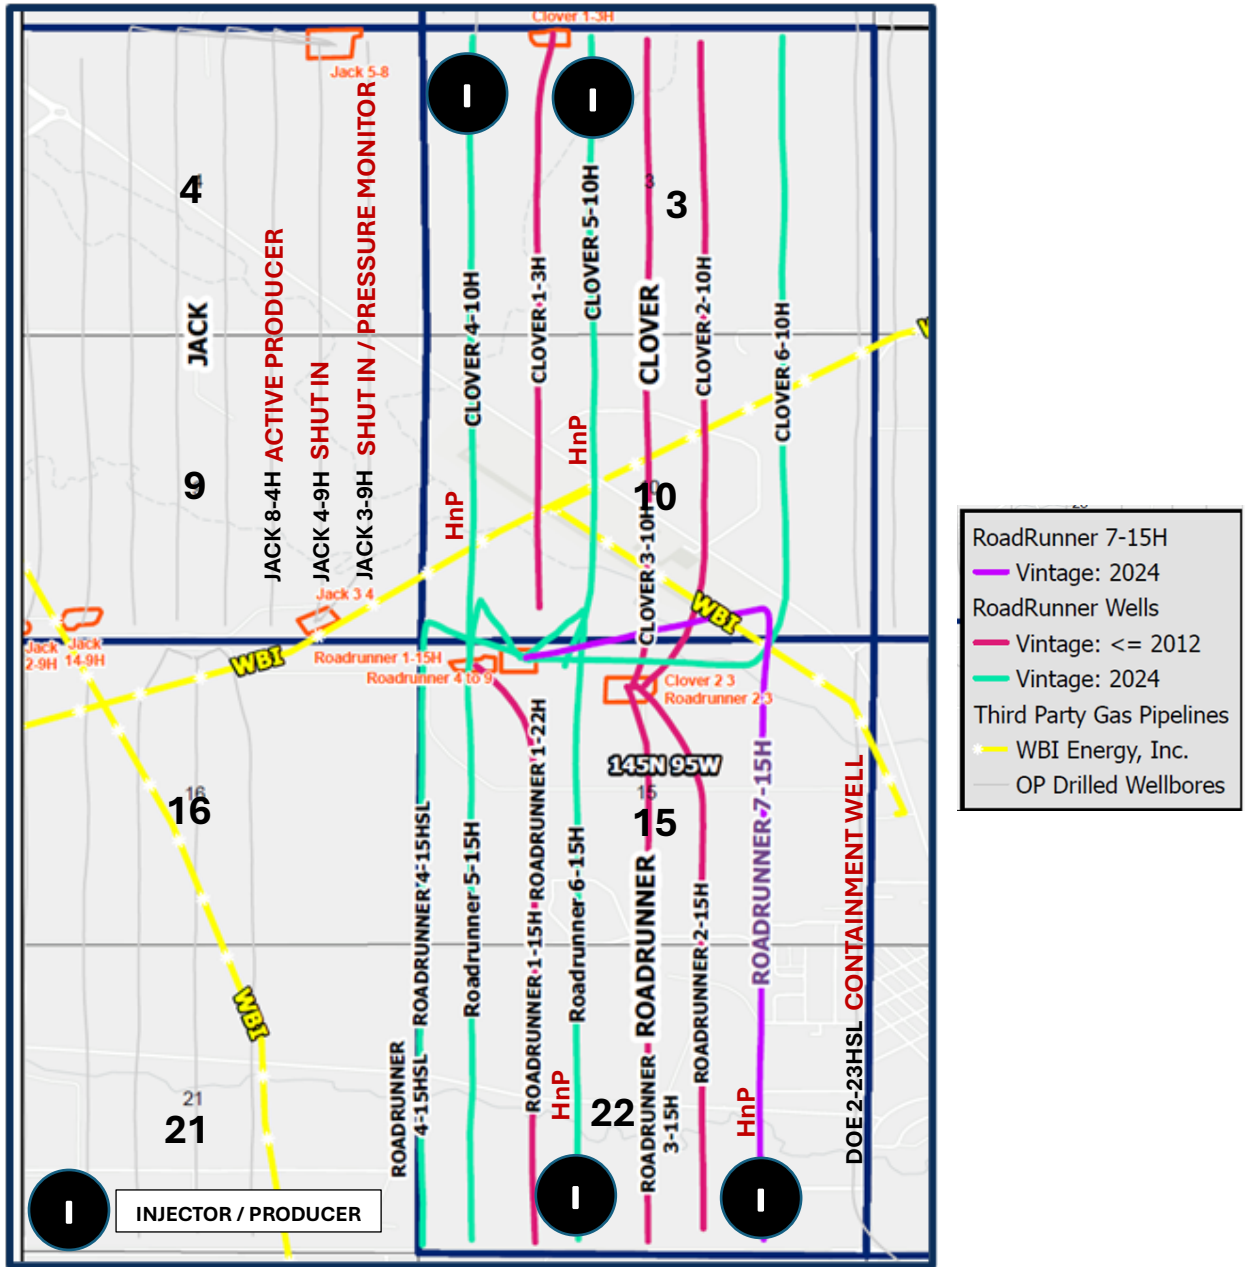 Clover 1-3H
Jack 5-8
I
I
4
4
3
3
JACK
JACK 8-4H ACTIVE PRODUCER
JACK 4-9H SHUT IN
JACK 3-9H SHUT IN / PRESSURE MONITOR
CLOVER 4-10H
CLOVER 1-3H
CLOVER 5-10H
CLOVER
CLOVER 2-10H
CLOVER 6-10H
HnP
HnP
9
10
10
CLOVER 3-10H
Jack 3 4
Jack
2-9H
Jack
14-9H
WBI
WBI
Roadrunner 1-15H
Roadrunner 4 to 9
Clover 2 3
Roadrunner 2 3
145N 95W
16
16
15
15
ROADRUNNER 4-15HSL
Roadrunner 5-15H
ROADRUNNER 1-15H
ROADRUNNER 1-22H
Roadrunner 6-15H
ROADRUNNER
ROADRUNNER 2-15H
ROADRUNNER-7-15H
DOE 2-23HSL CONTAINMENT WELL
WBI
ROADRUNNER
4-15HSL
HnP
HnP
21
21
22
ROADRUNNER
3-15H
I
I
I
INJECTOR / PRODUCER
RoadRunner 7-15H
Vintage: 2024
RoadRunner Wells
Vintage: <= 2012
Vintage: 2024
Third Party Gas Pipelines
WBI Energy, Inc.
OP Drilled Wellbores